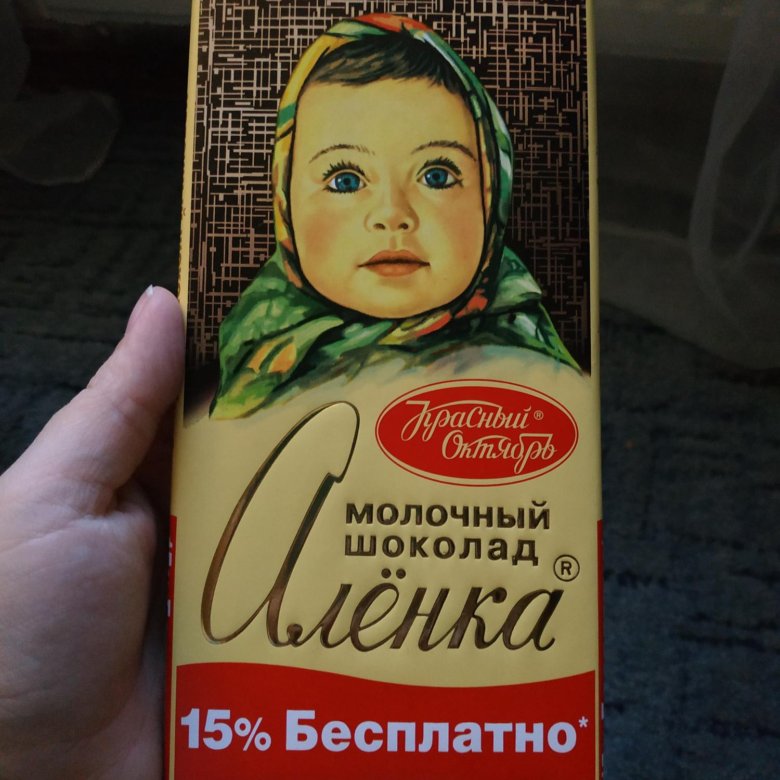 Красный®
Октябрь
молочный
шоколад
Алёнка®
15% Бесплатно*